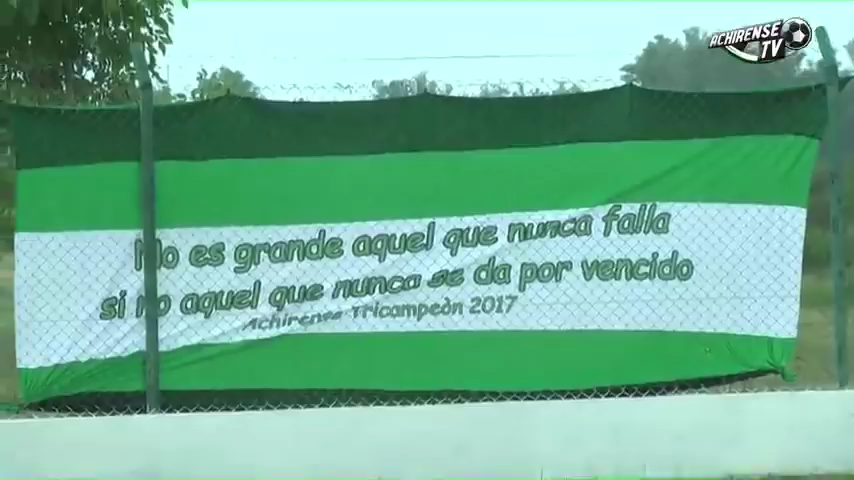 ACHIRENSE
TV
No es grande aquel que nunca falla
si no aquel que nunca se da por vencido
Achirense Tricampeòn 2017